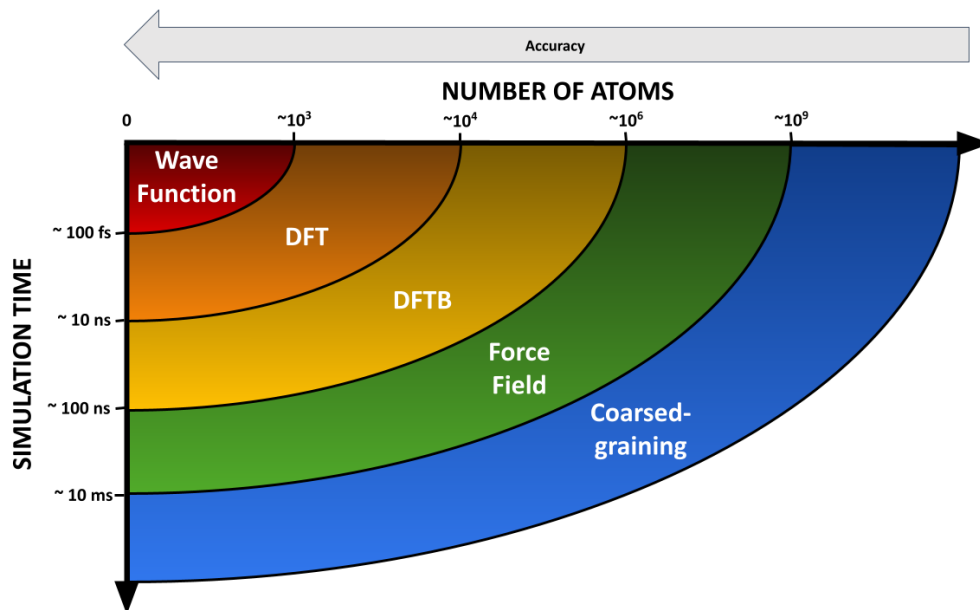 Accuracy
NUMBER OF ATOMS
0
~10³
~10⁴
~10⁶
~10⁹
SIMULATION TIME
~ 100 fs
~ 10 ns
~ 100 ns
~ 10 ms
Wave
Function
DFT
DFTB
Force
Field
Coarsed-
graining